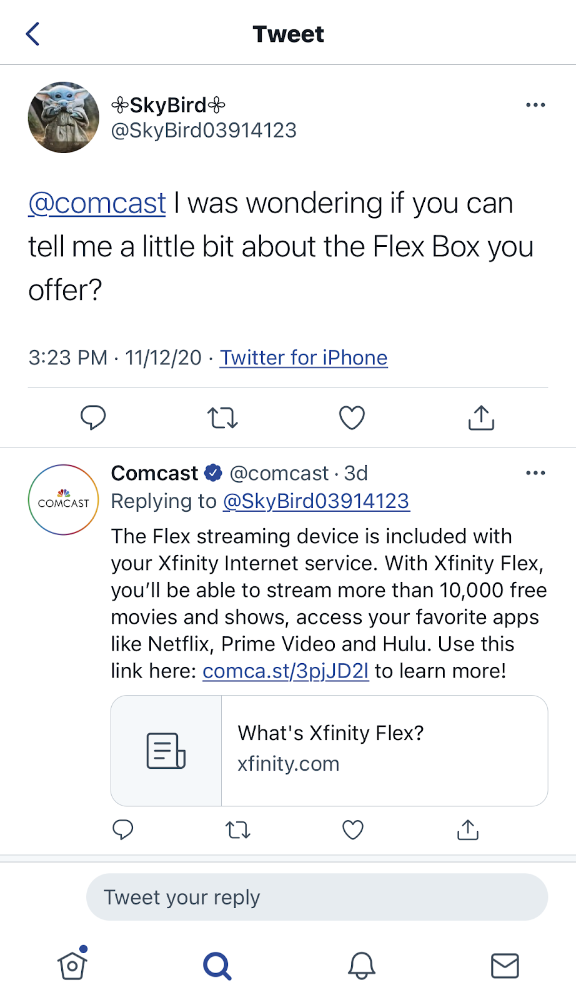 Tweet
SkyBird
@SkyBird03914123
@comcast I was wondering if you can
tell me a little bit about the Flex Box you
offer?
3:23 PM · 11/12/20 · Twitter for iPhone
Comcast @comcast · 3d
COMCAST
Replying to @SkyBird03914123
The Flex streaming device is included with
your Xfinity Internet service. With Xfinity Flex,
you’ll be able to stream more than 10,000 free
movies and shows, access your favorite apps
like Netflix, Prime Video and Hulu. Use this
link here: comca.st/3pjJD2l to learn more!
What's Xfinity Flex?
xfinity.com
Tweet your reply